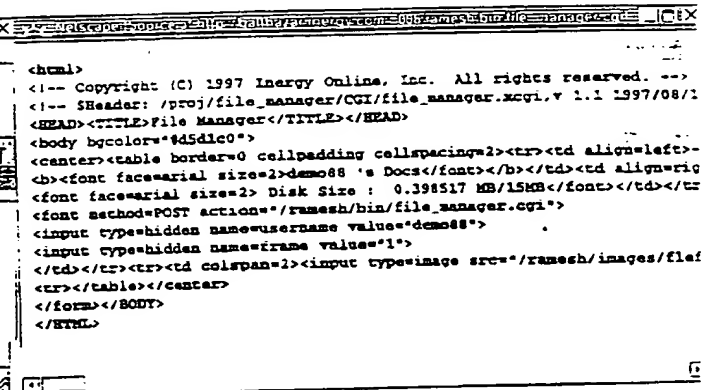 <html>
<!-- Copyright (C) 1997 Inergy Online, Inc. All rights reserved. -->
<!-- $Header: /proj/file_manager/CGI/file_manager.xcgi,v 1.1 1997/08/1
<HEAD><TITLE>File Manager</TITLE></HEAD>
<body bgcolor="#d5d1c0">
<center><table border=0 cellpadding cellspacing=2><tr><td align=left>
<b><font face=arial size=2>demo88 's Docs</font></b></td><td align=rig
<font face=arial size=2> Disk Size : 0.398517 MB/15MB</font></td></tr
<font method=POST action="/ramesh/bin/file_manager.cgi">
<input type=hidden name=username value="demo88">
<input type=hidden name=frame value="1">
</td></tr><tr><td colspan=2><input type=image src="/ramesh/images/flef
<tr></table></center>
</form></BODY>
</HTML>